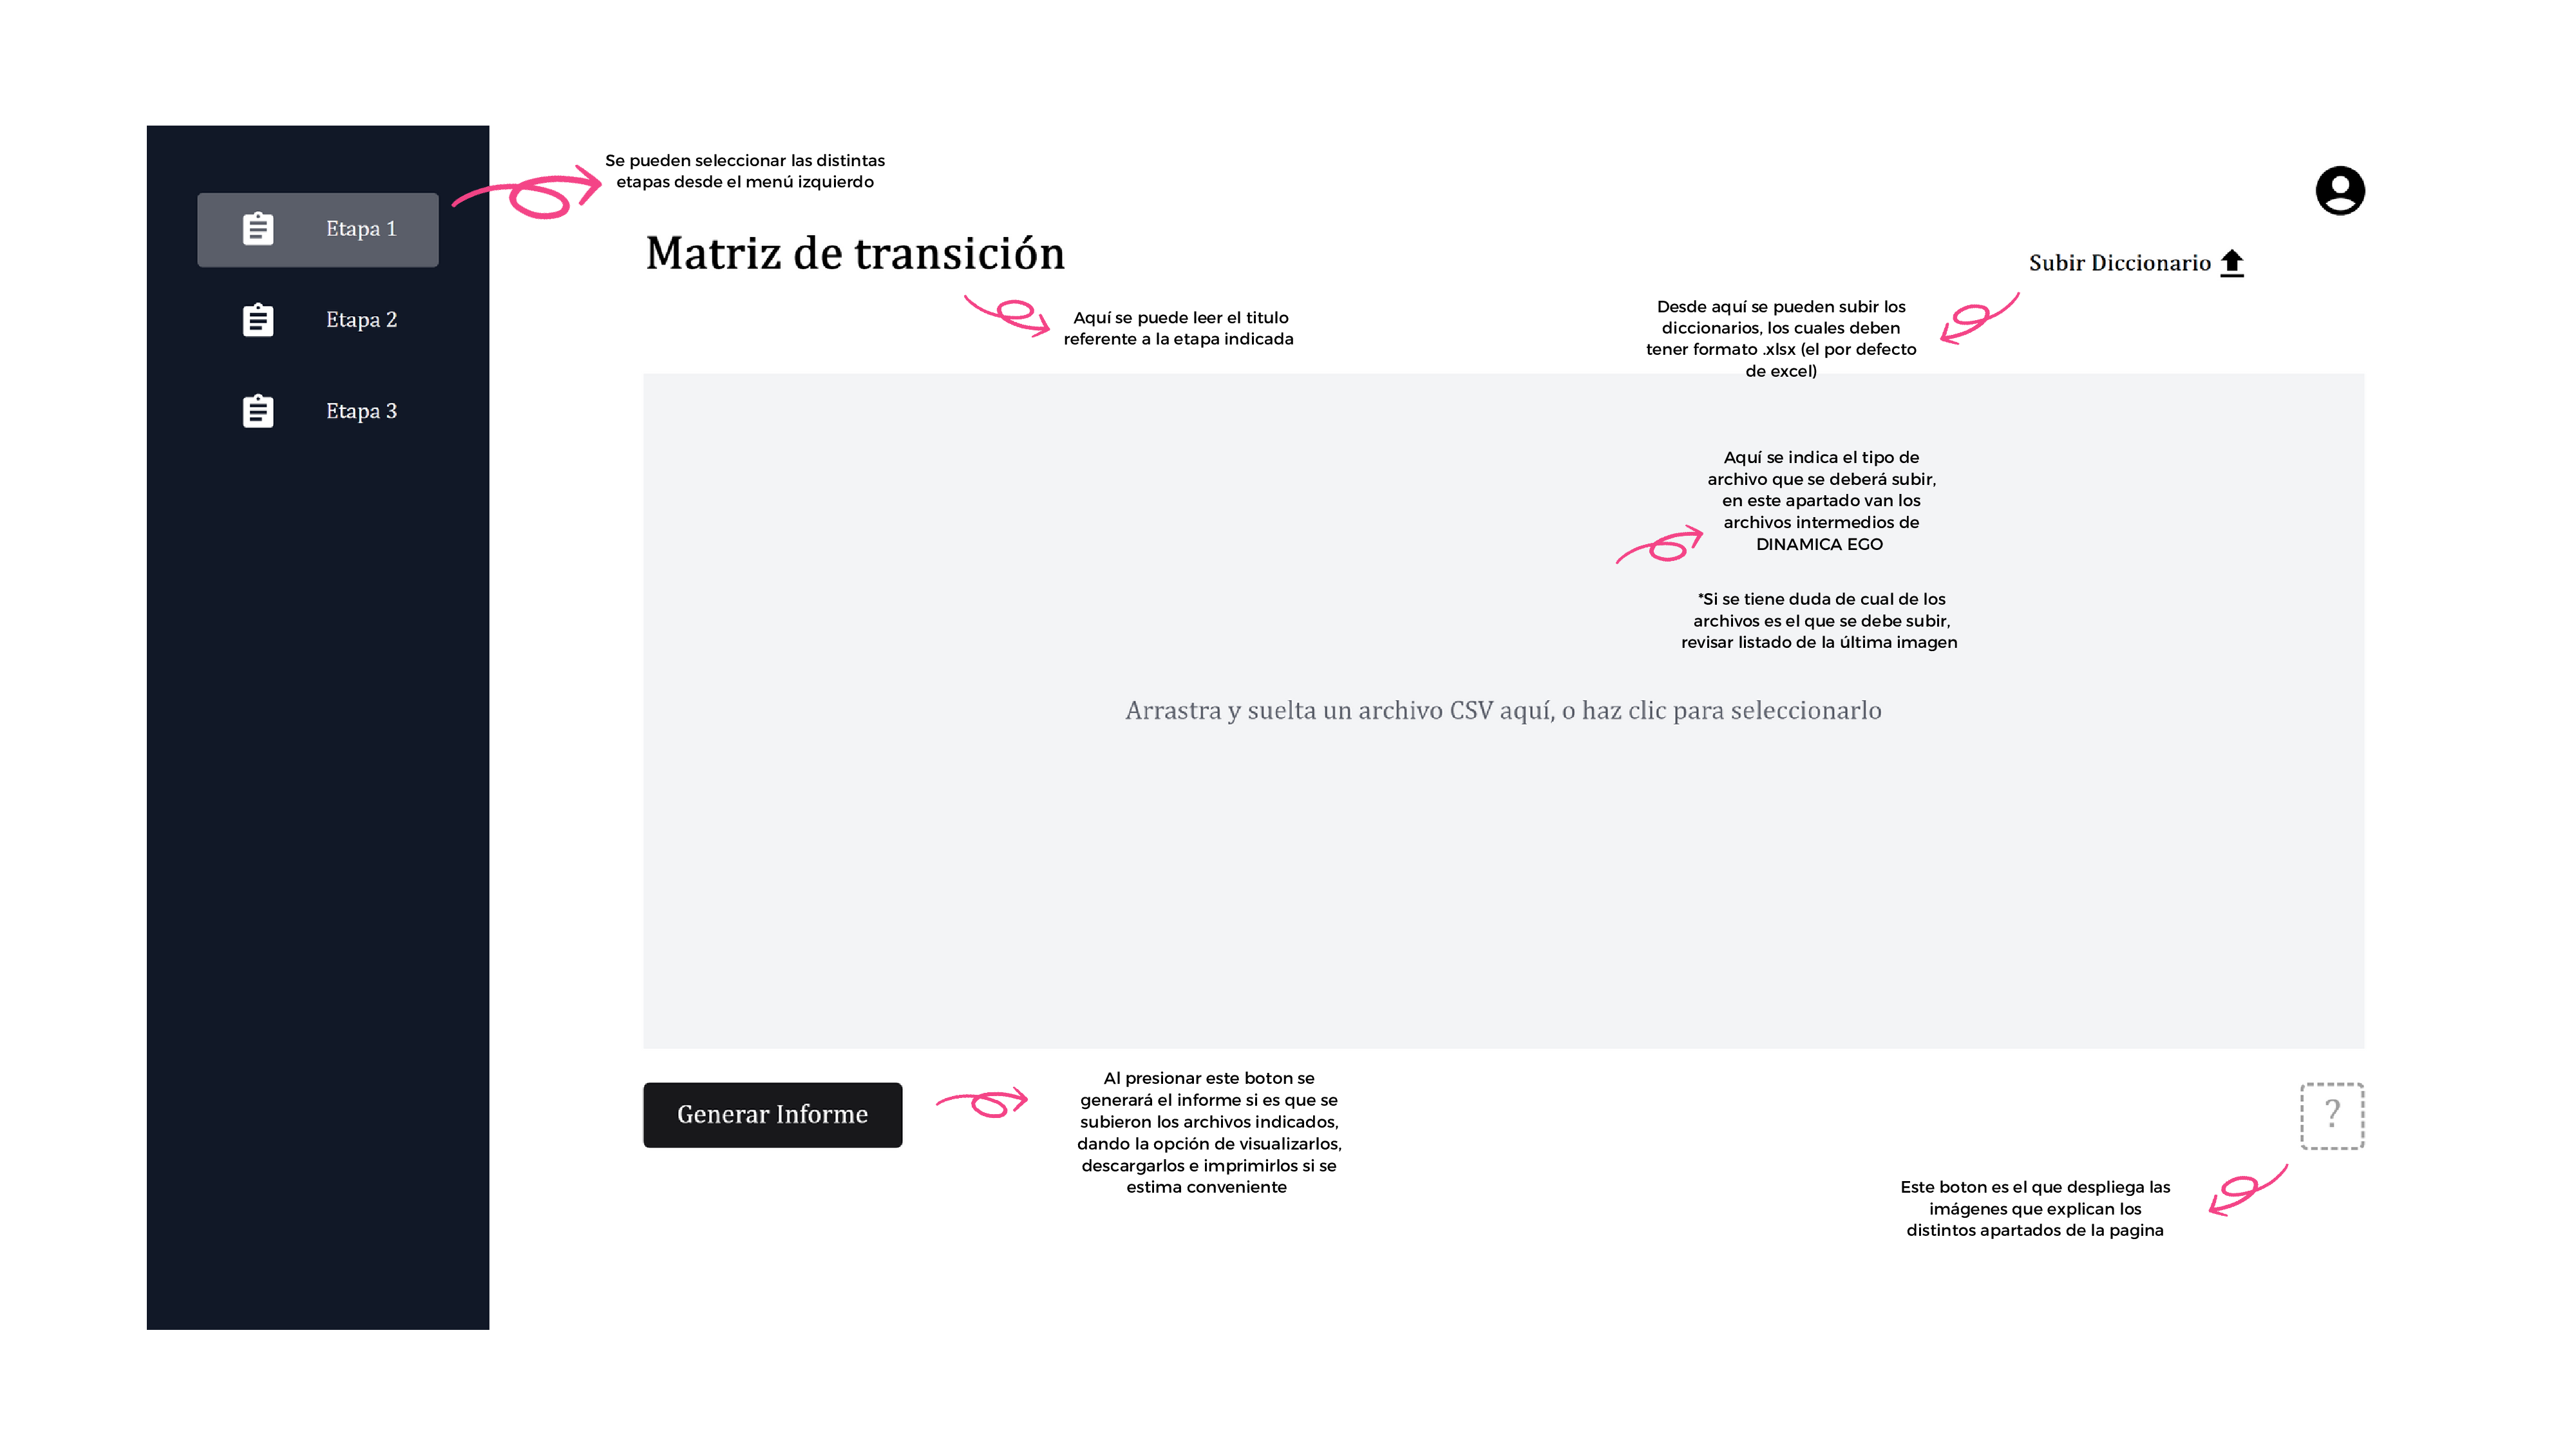 Etapa 1
Etapa 2
Etapa 3
Se pueden seleccionar las distintas
etapas desde el menú izquierdo
Matriz de transición
Aquí se puede leer el titulo
referente a la etapa indicada
Subir Diccionario
Desde aquí se pueden subir los
diccionarios, los cuales deben
tener formato .xlsx (el por defecto
de excel)
Aquí se indica el tipo de
archivo que se deberá subir,
en este apartado van los
archivos intermedios de
DINAMICA EGO
*Si se tiene duda de cual de los
archivos es el que se debe subir,
revisar listado de la última imagen
Arrastra y suelta un archivo CSV aquí, o haz clic para seleccionarlo
Generar Informe
Al presionar este boton se
generará el informe si es que se
subieron los archivos indicados,
dando la opción de visualizarlos,
descargarlos e imprimirlos si se
estima conveniente
?
Este boton es el que despliega las
imágenes que explican los
distintos apartados de la pagina